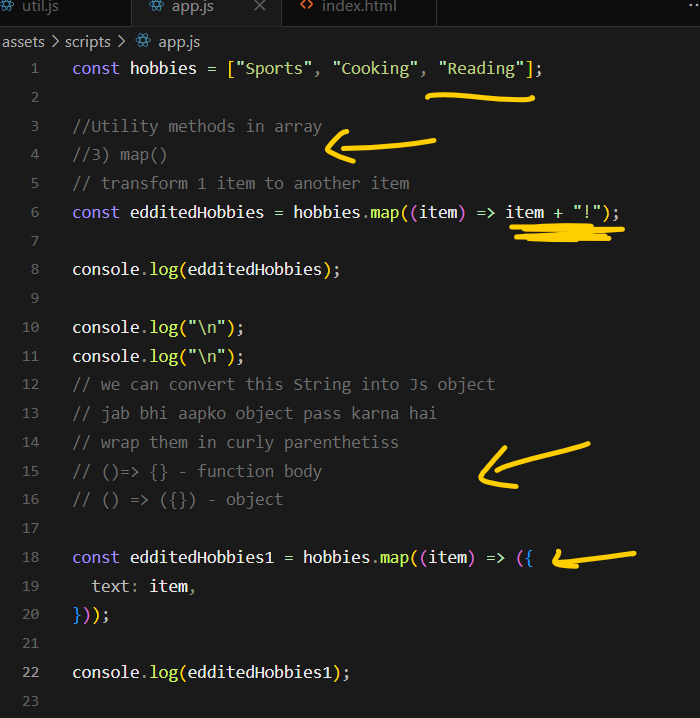 util.js app.js index.html
assets > scripts > app.js
1 const hobbies = ["Sports", "Cooking", "Reading"];
2
3 //Utility methods in array
4 //3) map()
5 // transform 1 item to another item
6 const edditedHobbies = hobbies.map((item) => item + "!");
7
8 console.log(edditedHobbies);
9
10 console.log("\n");
11 console.log("\n");
12 // we can convert this String into Js object
13 // jab bhi aapko object pass karna hai
14 // wrap them in curly parenthetiss
15 // ()=> {} - function body
16 // () => ({}) - object
17
18 const edditedHobbies1 = hobbies.map((item) => ({
19 text: item,
20 }));
21
22 console.log(edditedHobbies1);
23